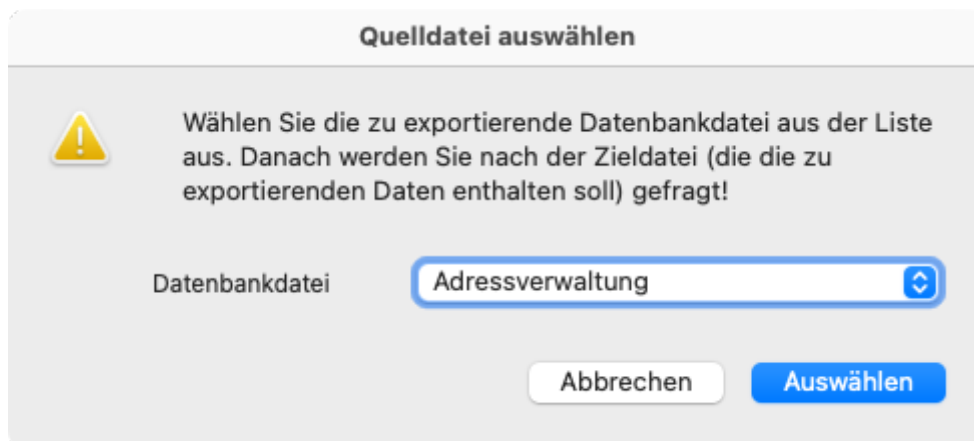 Quelldatei auswählen
Wählen Sie die zu exportierende Datenbankdatei aus der Liste
aus. Danach werden Sie nach der Zieldatei (die die zu
exportierenden Daten enthalten soll) gefragt!
Datenbankdatei Adressverwaltung
Abbrechen Auswählen